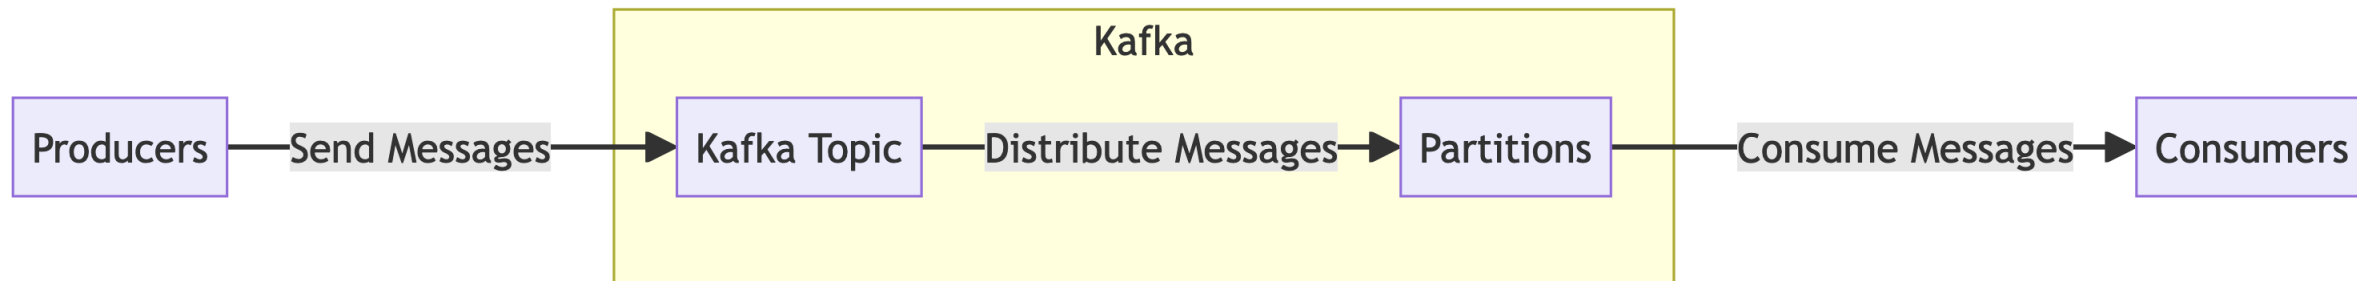 Kafka
Producers
Send Messages
Kafka Topic
Distribute Messages
Partitions
Consume Messages
Consumers